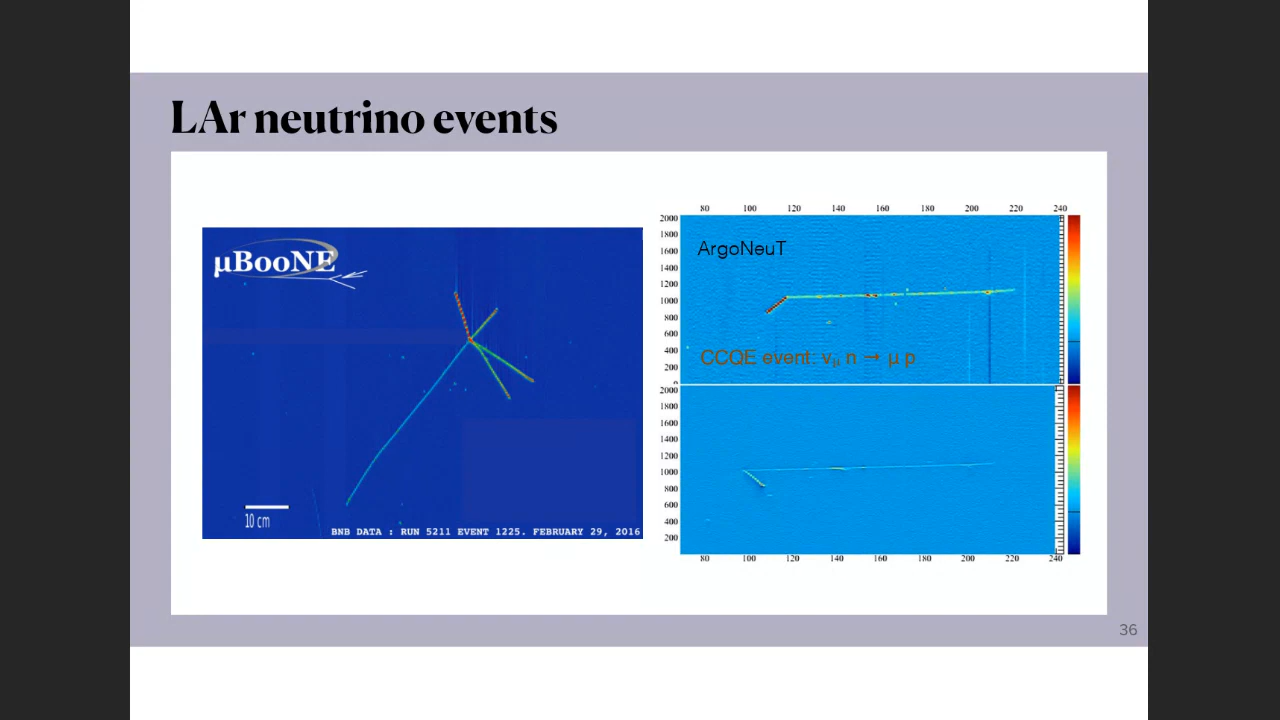 LAr neutrino events
μBooNE
10 cm
BNB DATA : RUN 5211 EVENT 1225. FEBRUARY 29, 2016
80 100 120 140 160 180 200 220 240
2000
1800
1600
1400
1200
1000
800
600
400
200
0
ArgoNeuT
CCQE event: νμ n → μ p
2000
1800
1600
1400
1200
1000
800
600
400
200
80 100 120 140 160 180 200 220 240
36